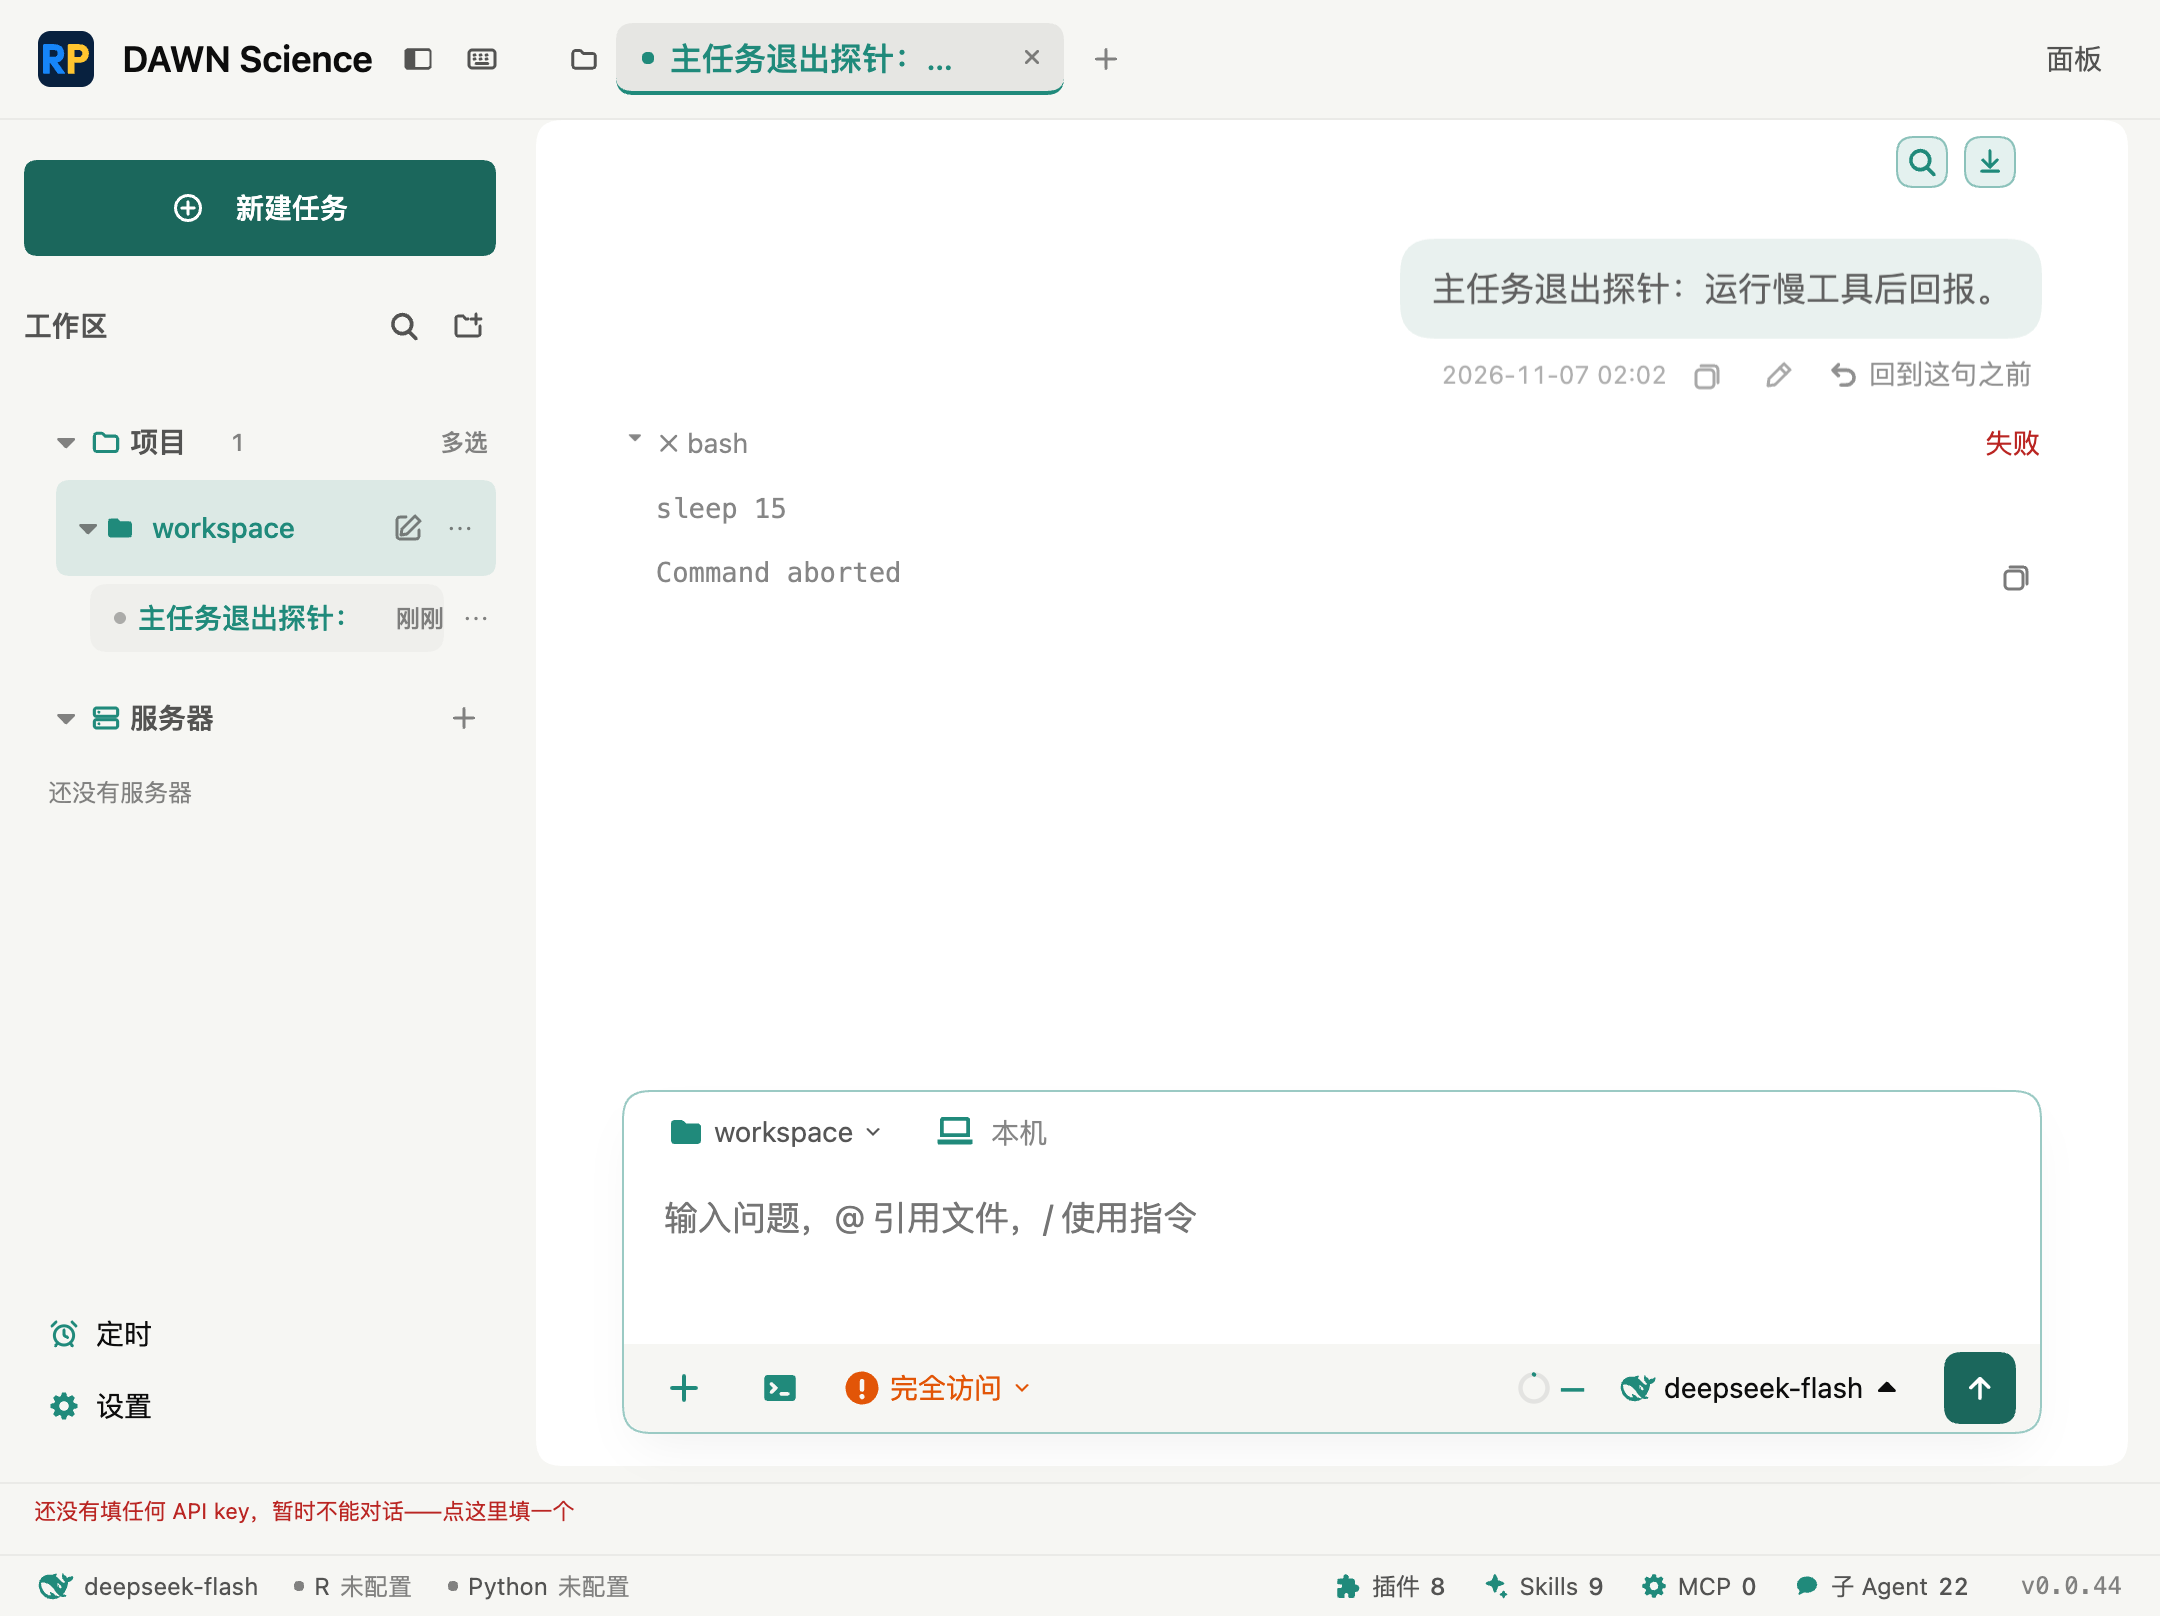 RP DAWN Science 主任务退出探针：... 面板
新建任务
工作区
项目 1 多选
workspace
主任务退出探针： 刚刚
服务器
还没有服务器
定时
设置
主任务退出探针：运行慢工具后回报。
2026-11-07 02:02 回到这句之前
bash 失败
sleep 15
Command aborted
workspace 本机
输入问题，@ 引用文件，/ 使用指令
完全访问 deepseek-flash
还没有填任何 API key，暂时不能对话——点这里填一个
deepseek-flash R 未配置 Python 未配置 插件 8 Skills 9 MCP 0 子 Agent 22 v0.0.44